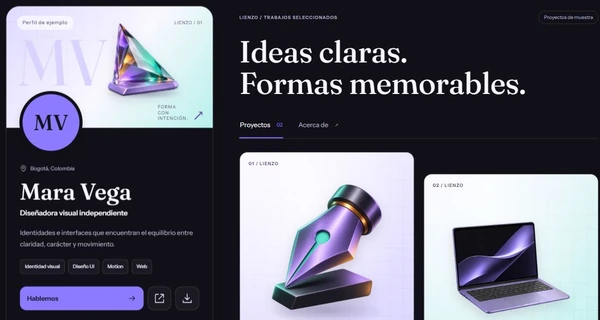 Perfil de ejemplo
LIENZO / 01
MV
FORMA
CON
INTENCIÓN.
MV
Bogotá, Colombia
Mara Vega
Diseñadora visual independiente
Identidades e interfaces que encuentran el equilibrio entre
claridad, carácter y movimiento.
Identidad visual
Diseño UI
Motion
Web
Hablemos
LIENZO / TRABAJOS SELECCIONADOS
Proyectos de muestra
Ideas claras.
Formas memorables.
Proyectos 02
Acerca de
01 / LIENZO
02 / LIENZO